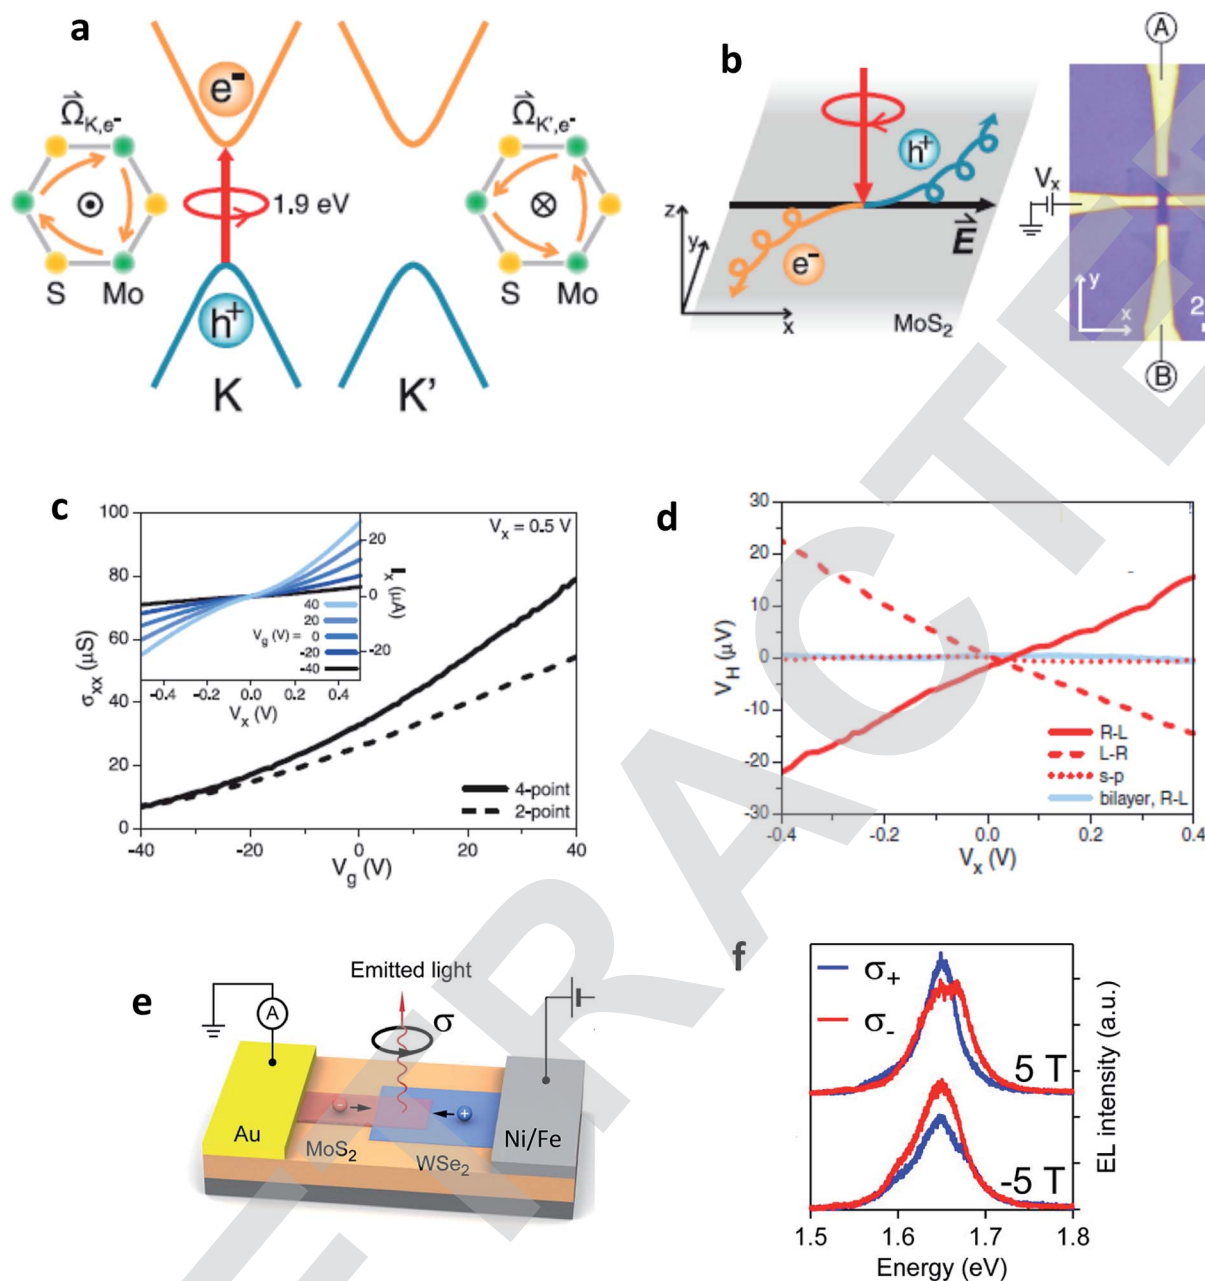 a
e⁻
Ω⃗K,e⁻
1.9 eV
S Mo
h⁺
K
K'
Ω⃗K',e⁻
S Mo
b
z
y
x
h⁺
e⁻
E⃗
MoS₂
A
Vₓ
y
x
2
B
c
σxx (µS)
100
80
60
40
20
0
-40 -20 0 20 40
Vg (V)
Vₓ = 0.5 V
4-point
2-point
Iₓ (µA)
20
0
-20
40
20
Vg (V) = 0
-20
-40
-0.4 -0.2 0.0 0.2 0.4
Vₓ (V)
d
VH (µV)
30
20
10
0
-10
-20
-30
R-L
L-R
s-p
bilayer, R-L
-0.4 -0.2 0.0 0.2 0.4
Vₓ (V)
e
Emitted light
A
σ
Au
MoS₂
WSe₂
Ni/Fe
- +
f
σ₊
σ₋
5 T
-5 T
EL intensity (a.u.)
1.5 1.6 1.7 1.8
Energy (eV)